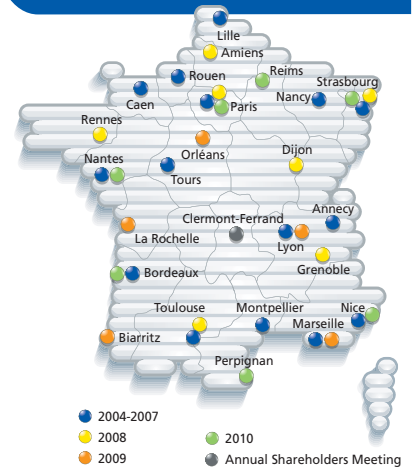 Lille
Amiens
Rouen
Reims
Strasbourg
Caen
Paris
Nancy
Rennes
Orléans
Dijon
Nantes
Tours
Clermont-Ferrand
Annecy
La Rochelle
Lyon
Grenoble
Bordeaux
Toulouse
Montpellier
Nice
Marseille
Biarritz
Perpignan
2004-2007
2008
2009
2010
Annual Shareholders Meeting